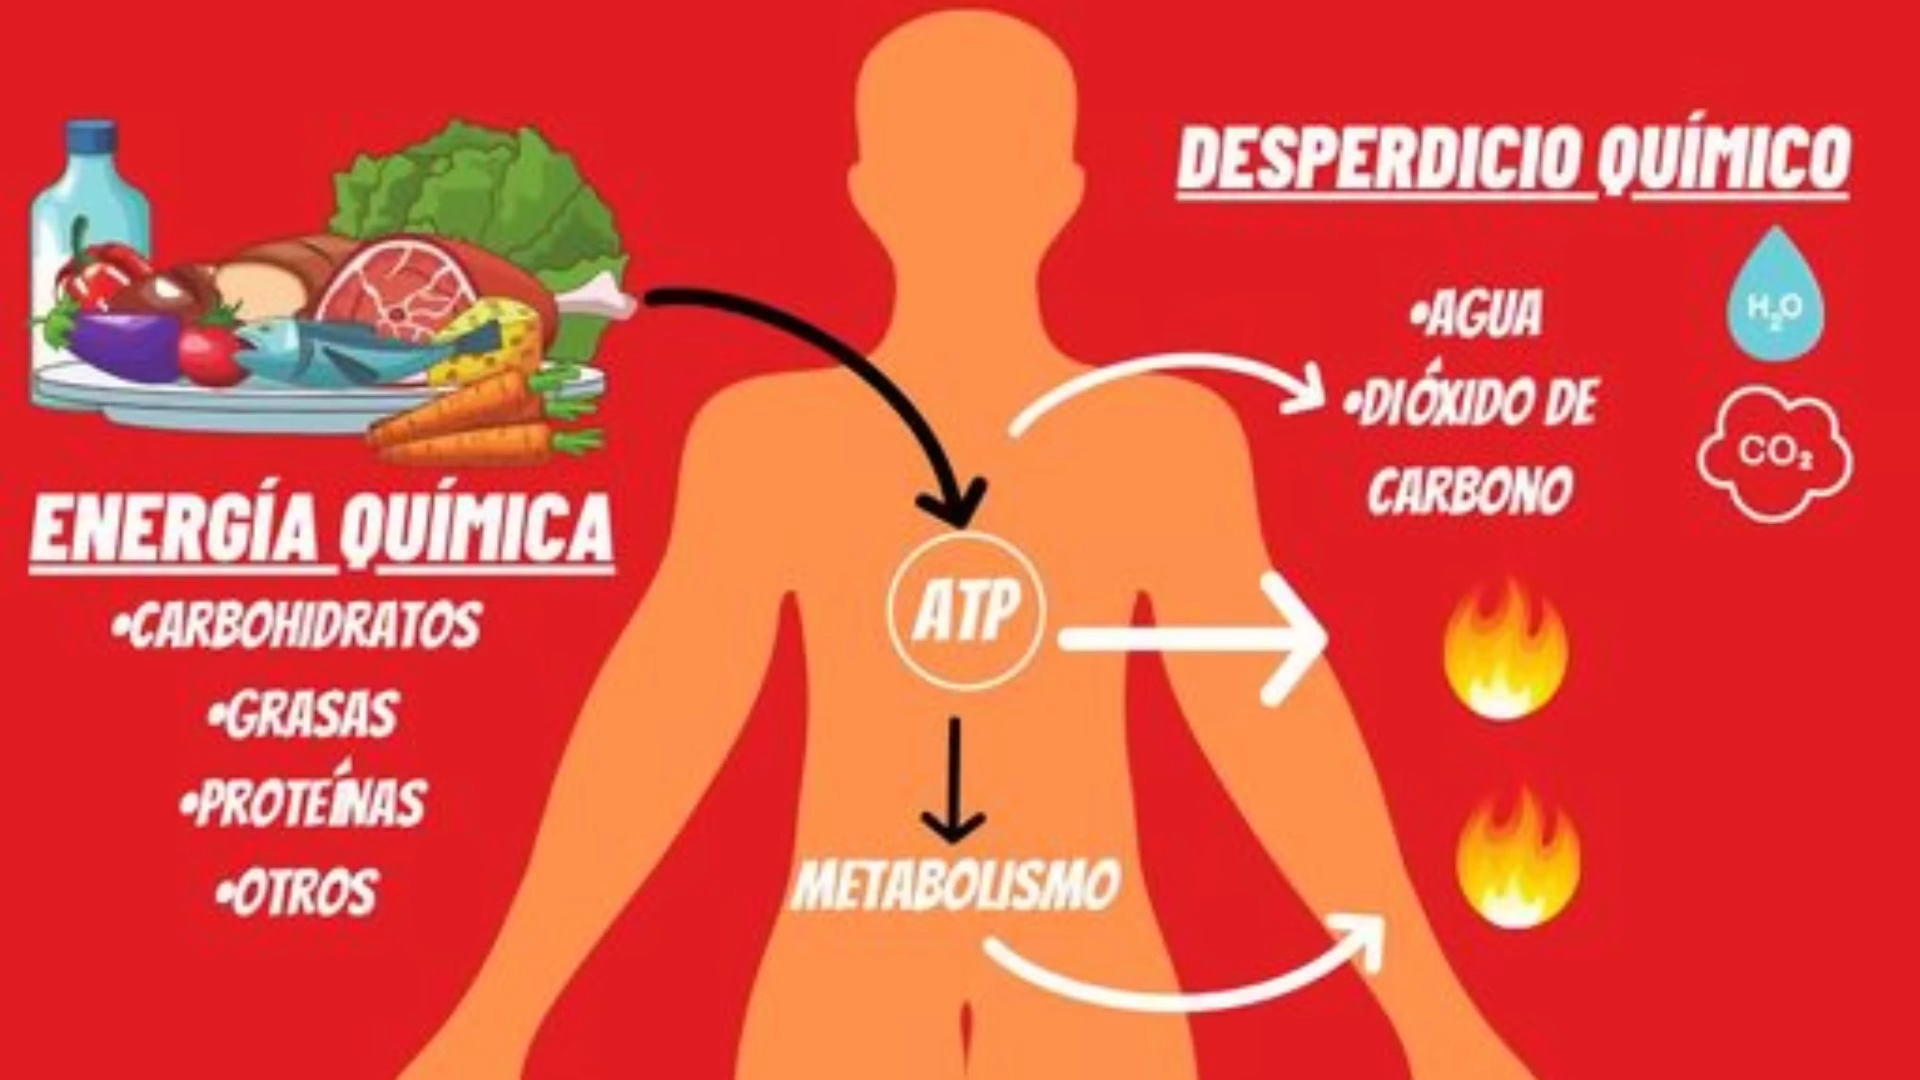 ENERGÍA QUÍMICA
•CARBOHIDRATOS
•GRASAS
•PROTEÍNAS
•OTROS
ATP
METABOLISMO
DESPERDICIO QUÍMICO
•AGUA
•DIÓXIDO DE
CARBONO
H₂O
CO₂